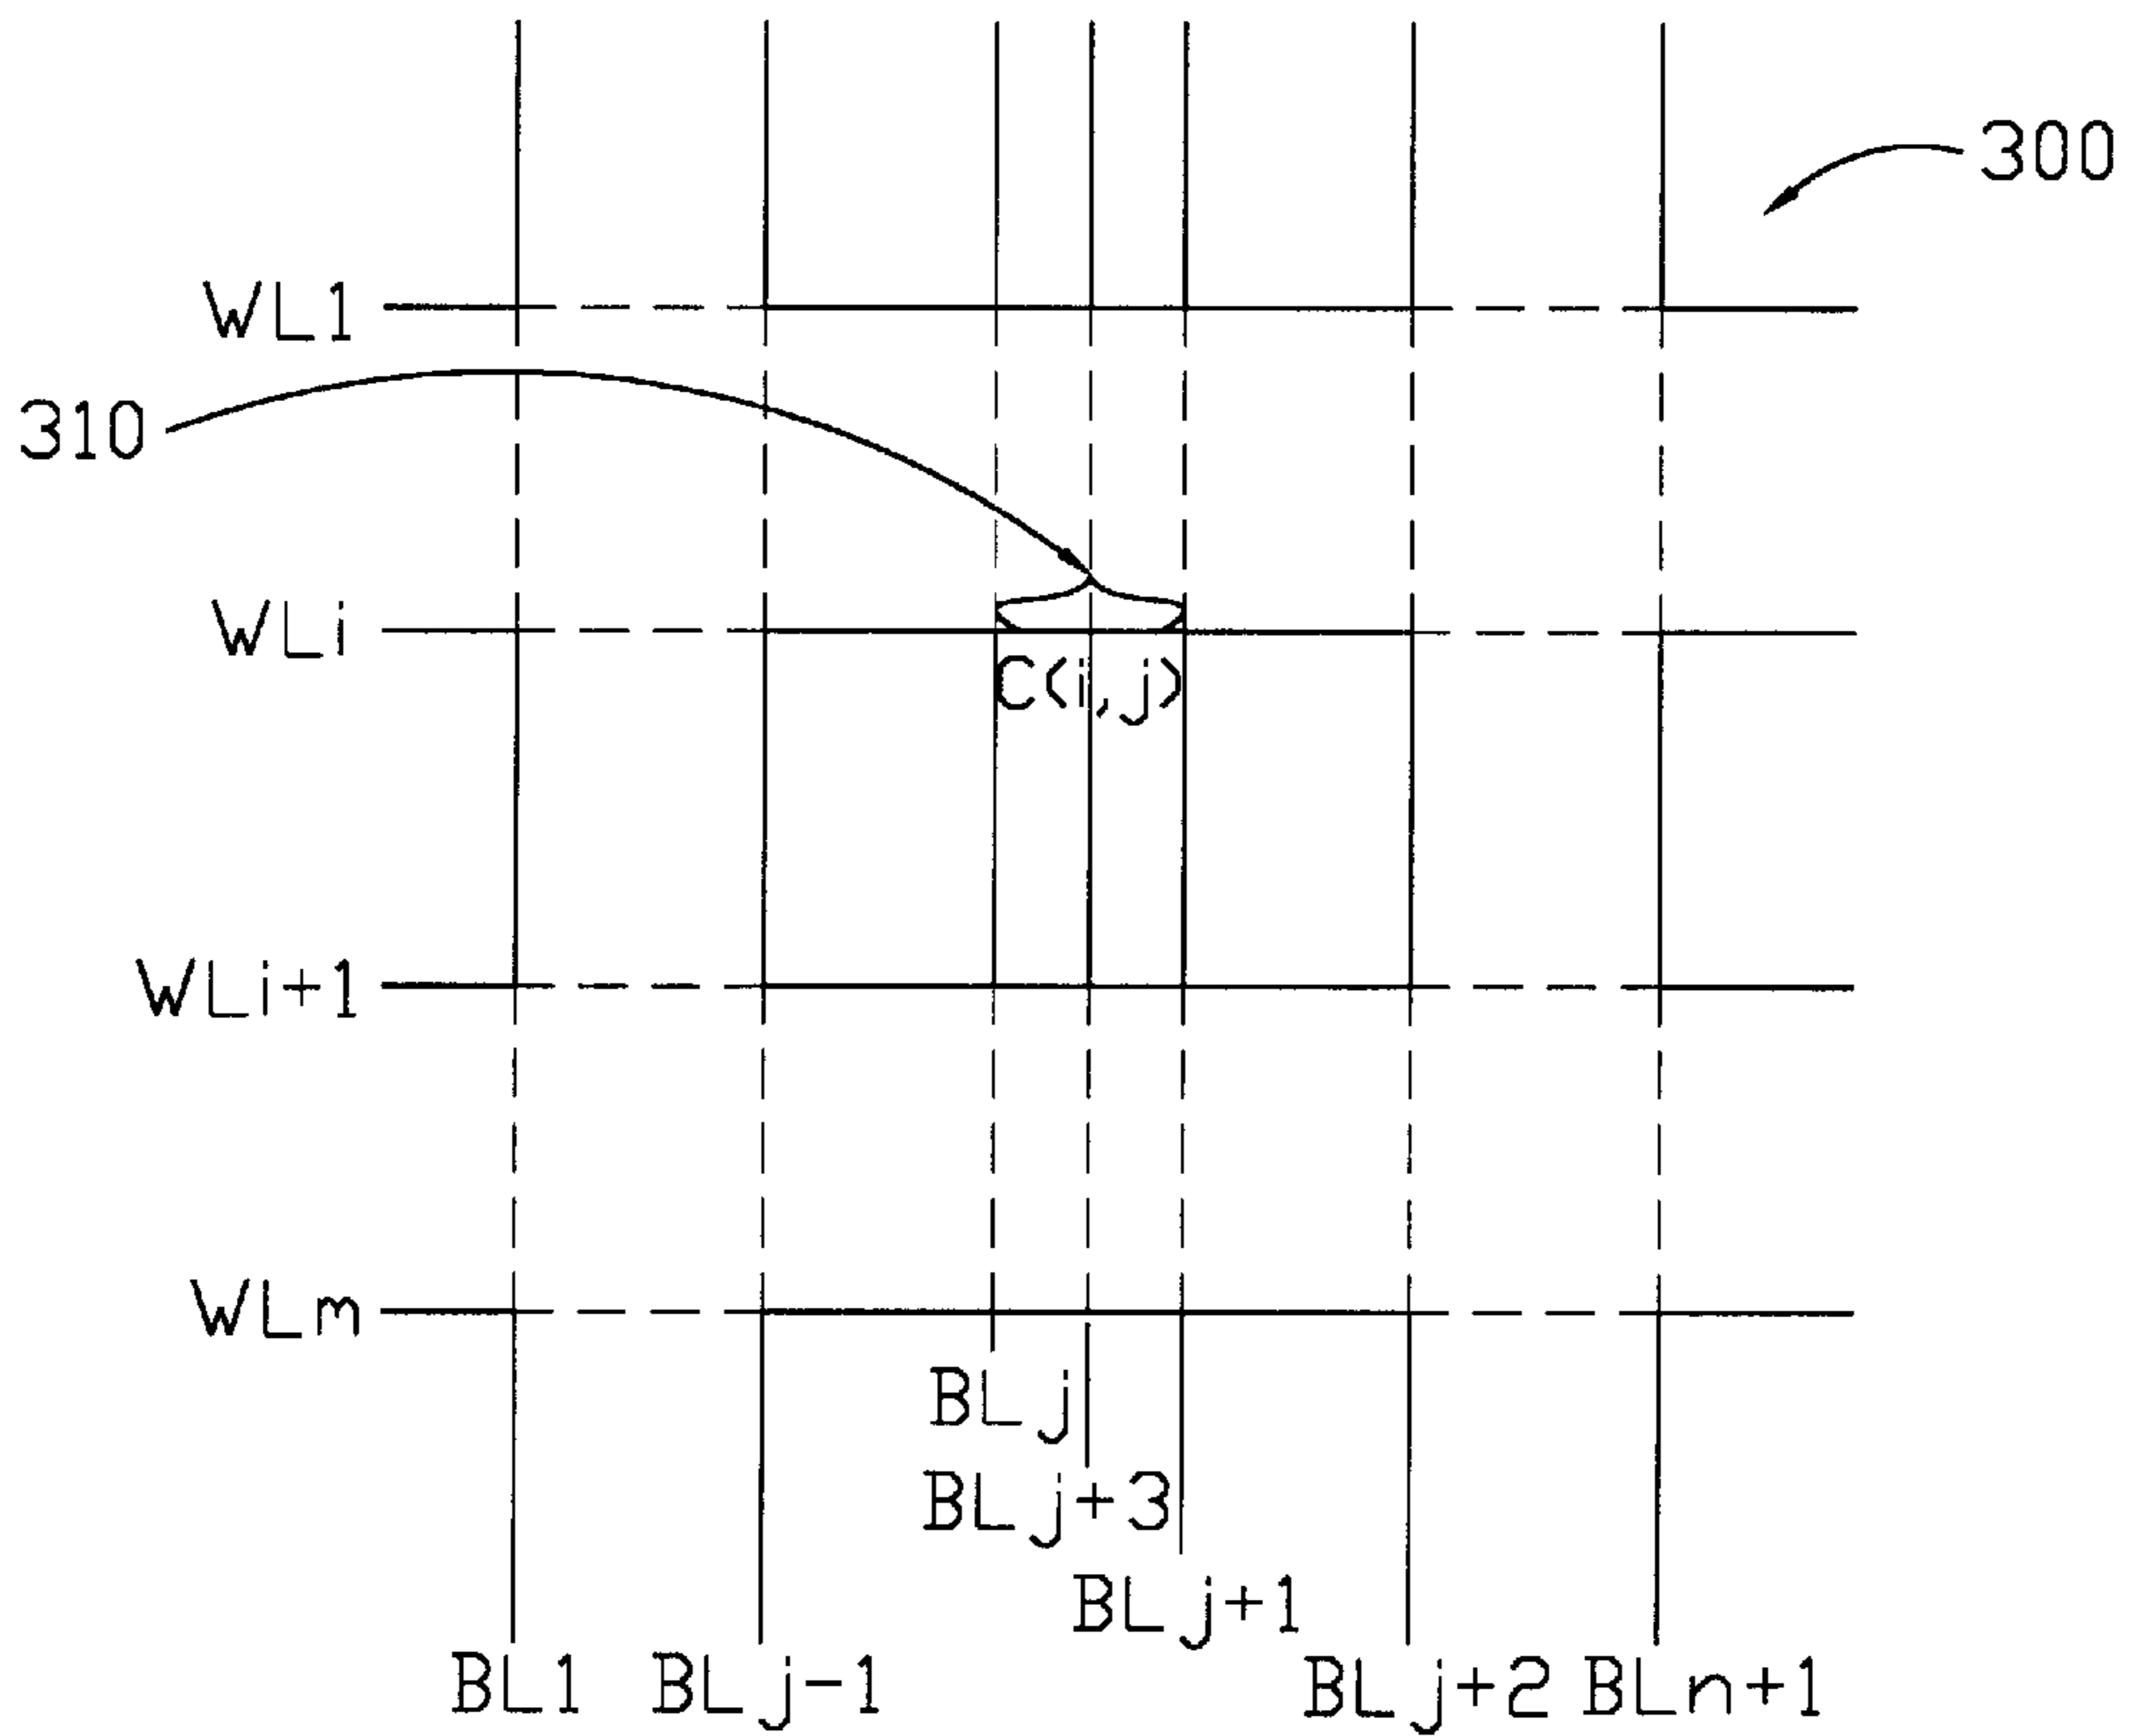 300
WL1
310
WLi
C(i,j)
WLi+1
WLm
BLj
BLj+3
BLj+1
BL1 BLj-1 BLj+2 BLn+1